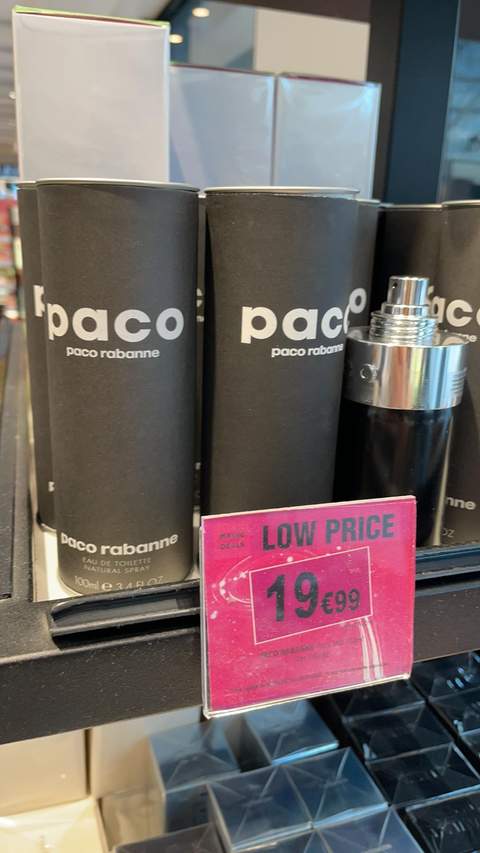 paco
paco rabanne
paco rabanne
EAU DE TOILETTE
NATURAL SPRAY
100ml e 3.4 Fl OZ
paco
paco rabanne
LOW PRICE
19€99